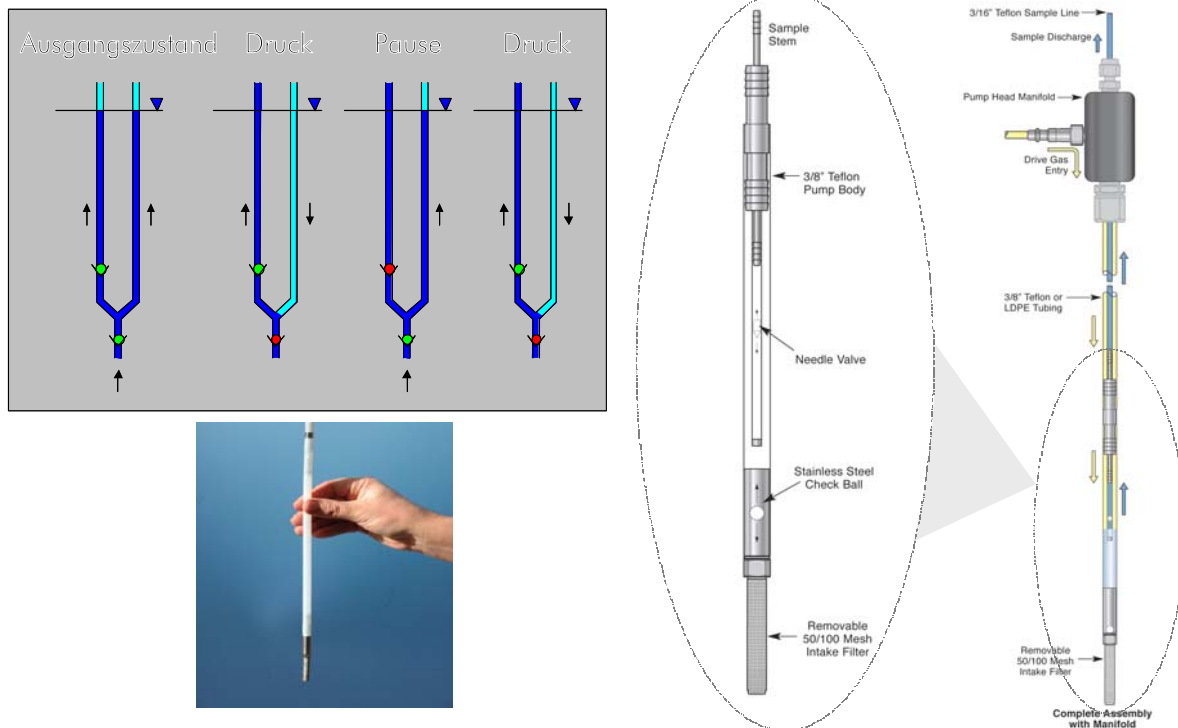 Ausgangszustand
Druck
Pause
Druck
Sample
Stem
3/8" Teflon
Pump Body
Needle Valve
Stainless Steel
Check Ball
Removable
50/100 Mesh
Intake Filter
3/16" Teflon Sample Line
Sample Discharge
Pump Head Manifold
Drive Gas
Entry
3/8" Teflon or
LDPE Tubing
Removable
50/100 Mesh
Intake Filter
Complete Assembly
with Manifold